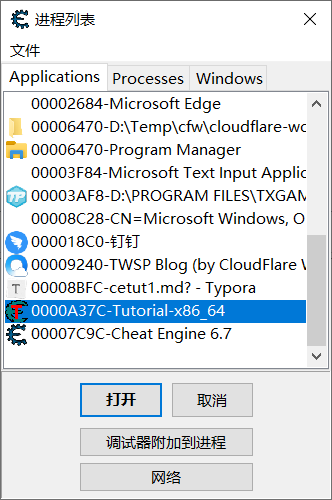 进程列表
文件
Applications Processes Windows
00002684-Microsoft Edge
00006470-D:\Temp\cfw\cloudflare-wc
00006470-Program Manager
00003F84-Microsoft Text Input Applic
00003AF8-D:\PROGRAM FILES\TXGAM
00008C28-CN=Microsoft Windows, O
000018C0-钉钉
00009240-TWSP Blog (by CloudFlare W
00008BFC-cetut1.md? - Typora
0000A37C-Tutorial-x86_64
00007C9C-Cheat Engine 6.7
打开 取消
调试器附加到进程
网络